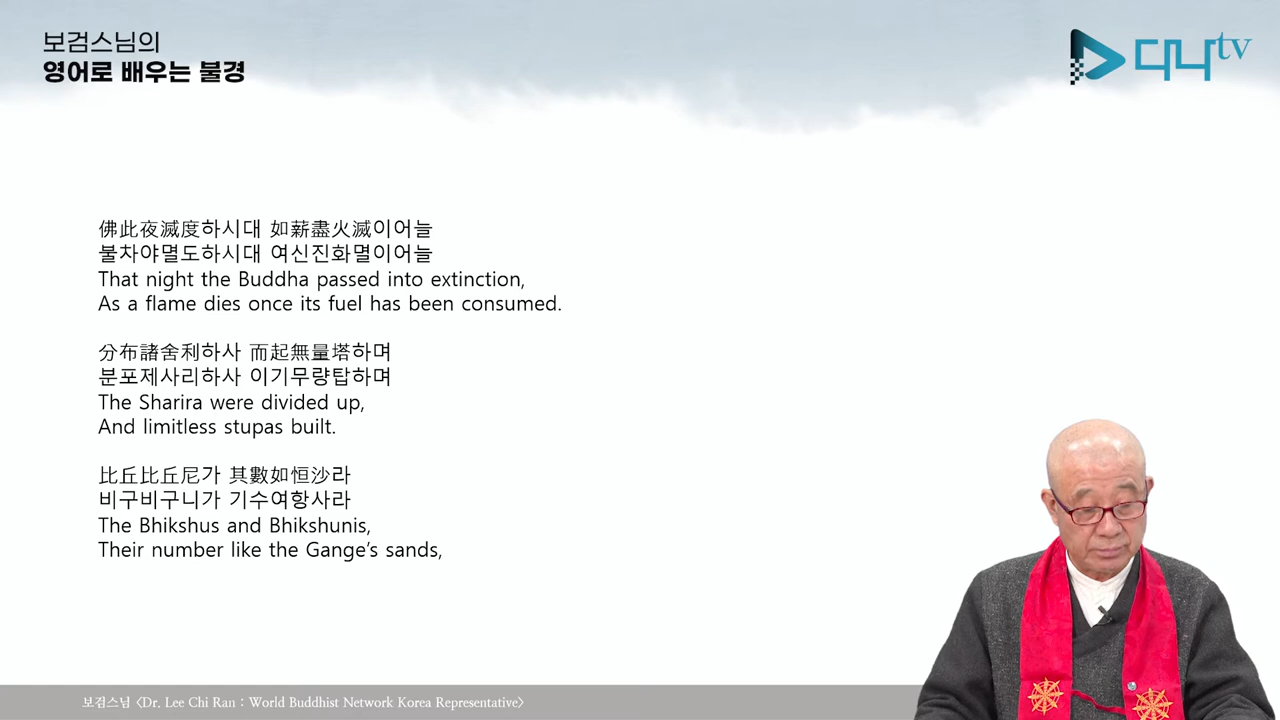 보검스님의
영어로 배우는 불경
디나tv
佛此夜滅度하시대 如薪盡火滅이어늘
불차야멸도하시대 여신진화멸이어늘
That night the Buddha passed into extinction,
As a flame dies once its fuel has been consumed.
分布諸舍利하사 而起無量塔하며
분포제사리하사 이기무량탑하며
The Sharira were divided up,
And limitless stupas built.
比丘比丘尼가 其數如恒沙라
비구비구니가 기수여항사라
The Bhikshus and Bhikshunis,
Their number like the Gange’s sands,
보검스님 <Dr. Lee Chi Ran : World Buddhist Network Korea Representative>